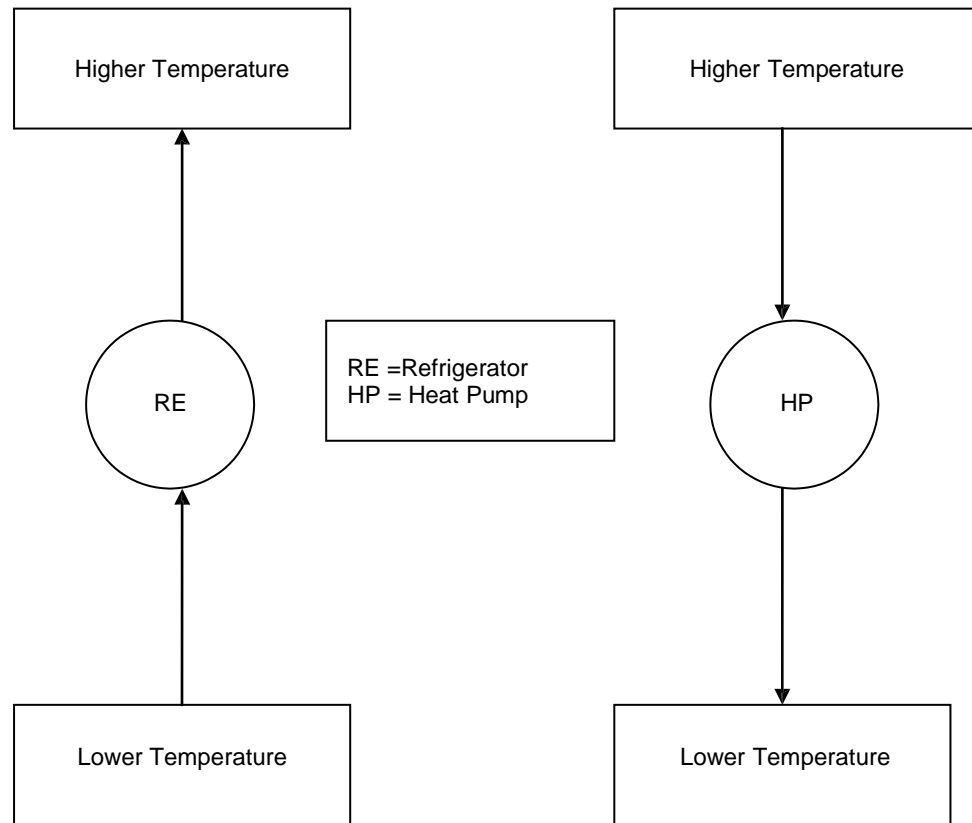 Higher Temperature
Higher Temperature
RE =Refrigerator
HP = Heat Pump
RE
HP
Lower Temperature
Lower Temperature